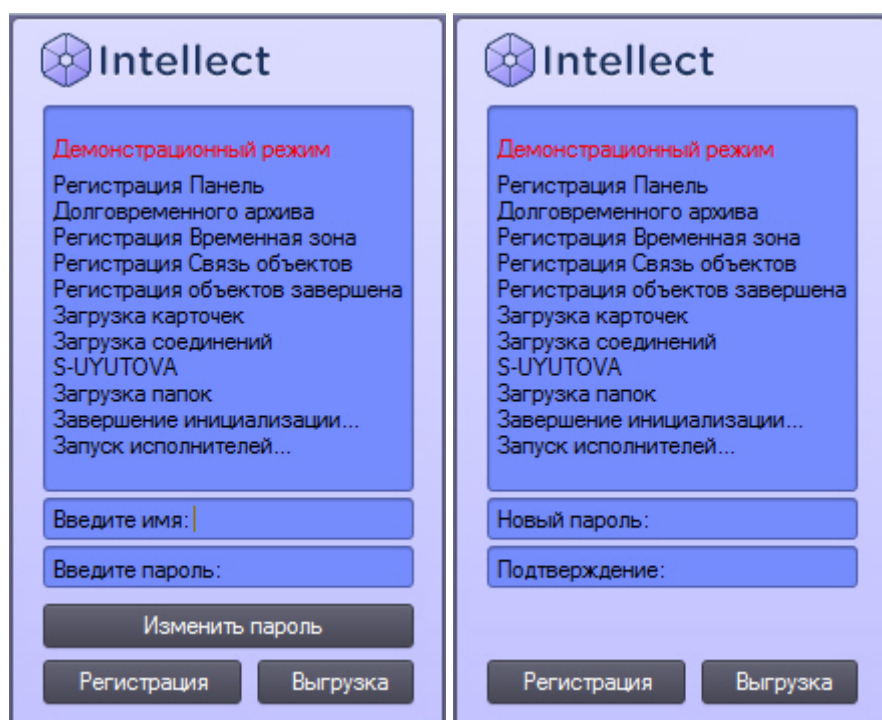 Intellect
Демонстрационный режим
Регистрация Панель
Долговременного архива
Регистрация Временная зона
Регистрация Связь объектов
Регистрация объектов завершена
Загрузка карточек
Загрузка соединений
S-UYUTOVA
Загрузка папок
Завершение инициализации...
Запуск исполнителей...
Введите имя:
Введите пароль:
Изменить пароль
Регистрация Выгрузка
Intellect
Демонстрационный режим
Регистрация Панель
Долговременного архива
Регистрация Временная зона
Регистрация Связь объектов
Регистрация объектов завершена
Загрузка карточек
Загрузка соединений
S-UYUTOVA
Загрузка папок
Завершение инициализации...
Запуск исполнителей...
Новый пароль:
Подтверждение:
Регистрация Выгрузка